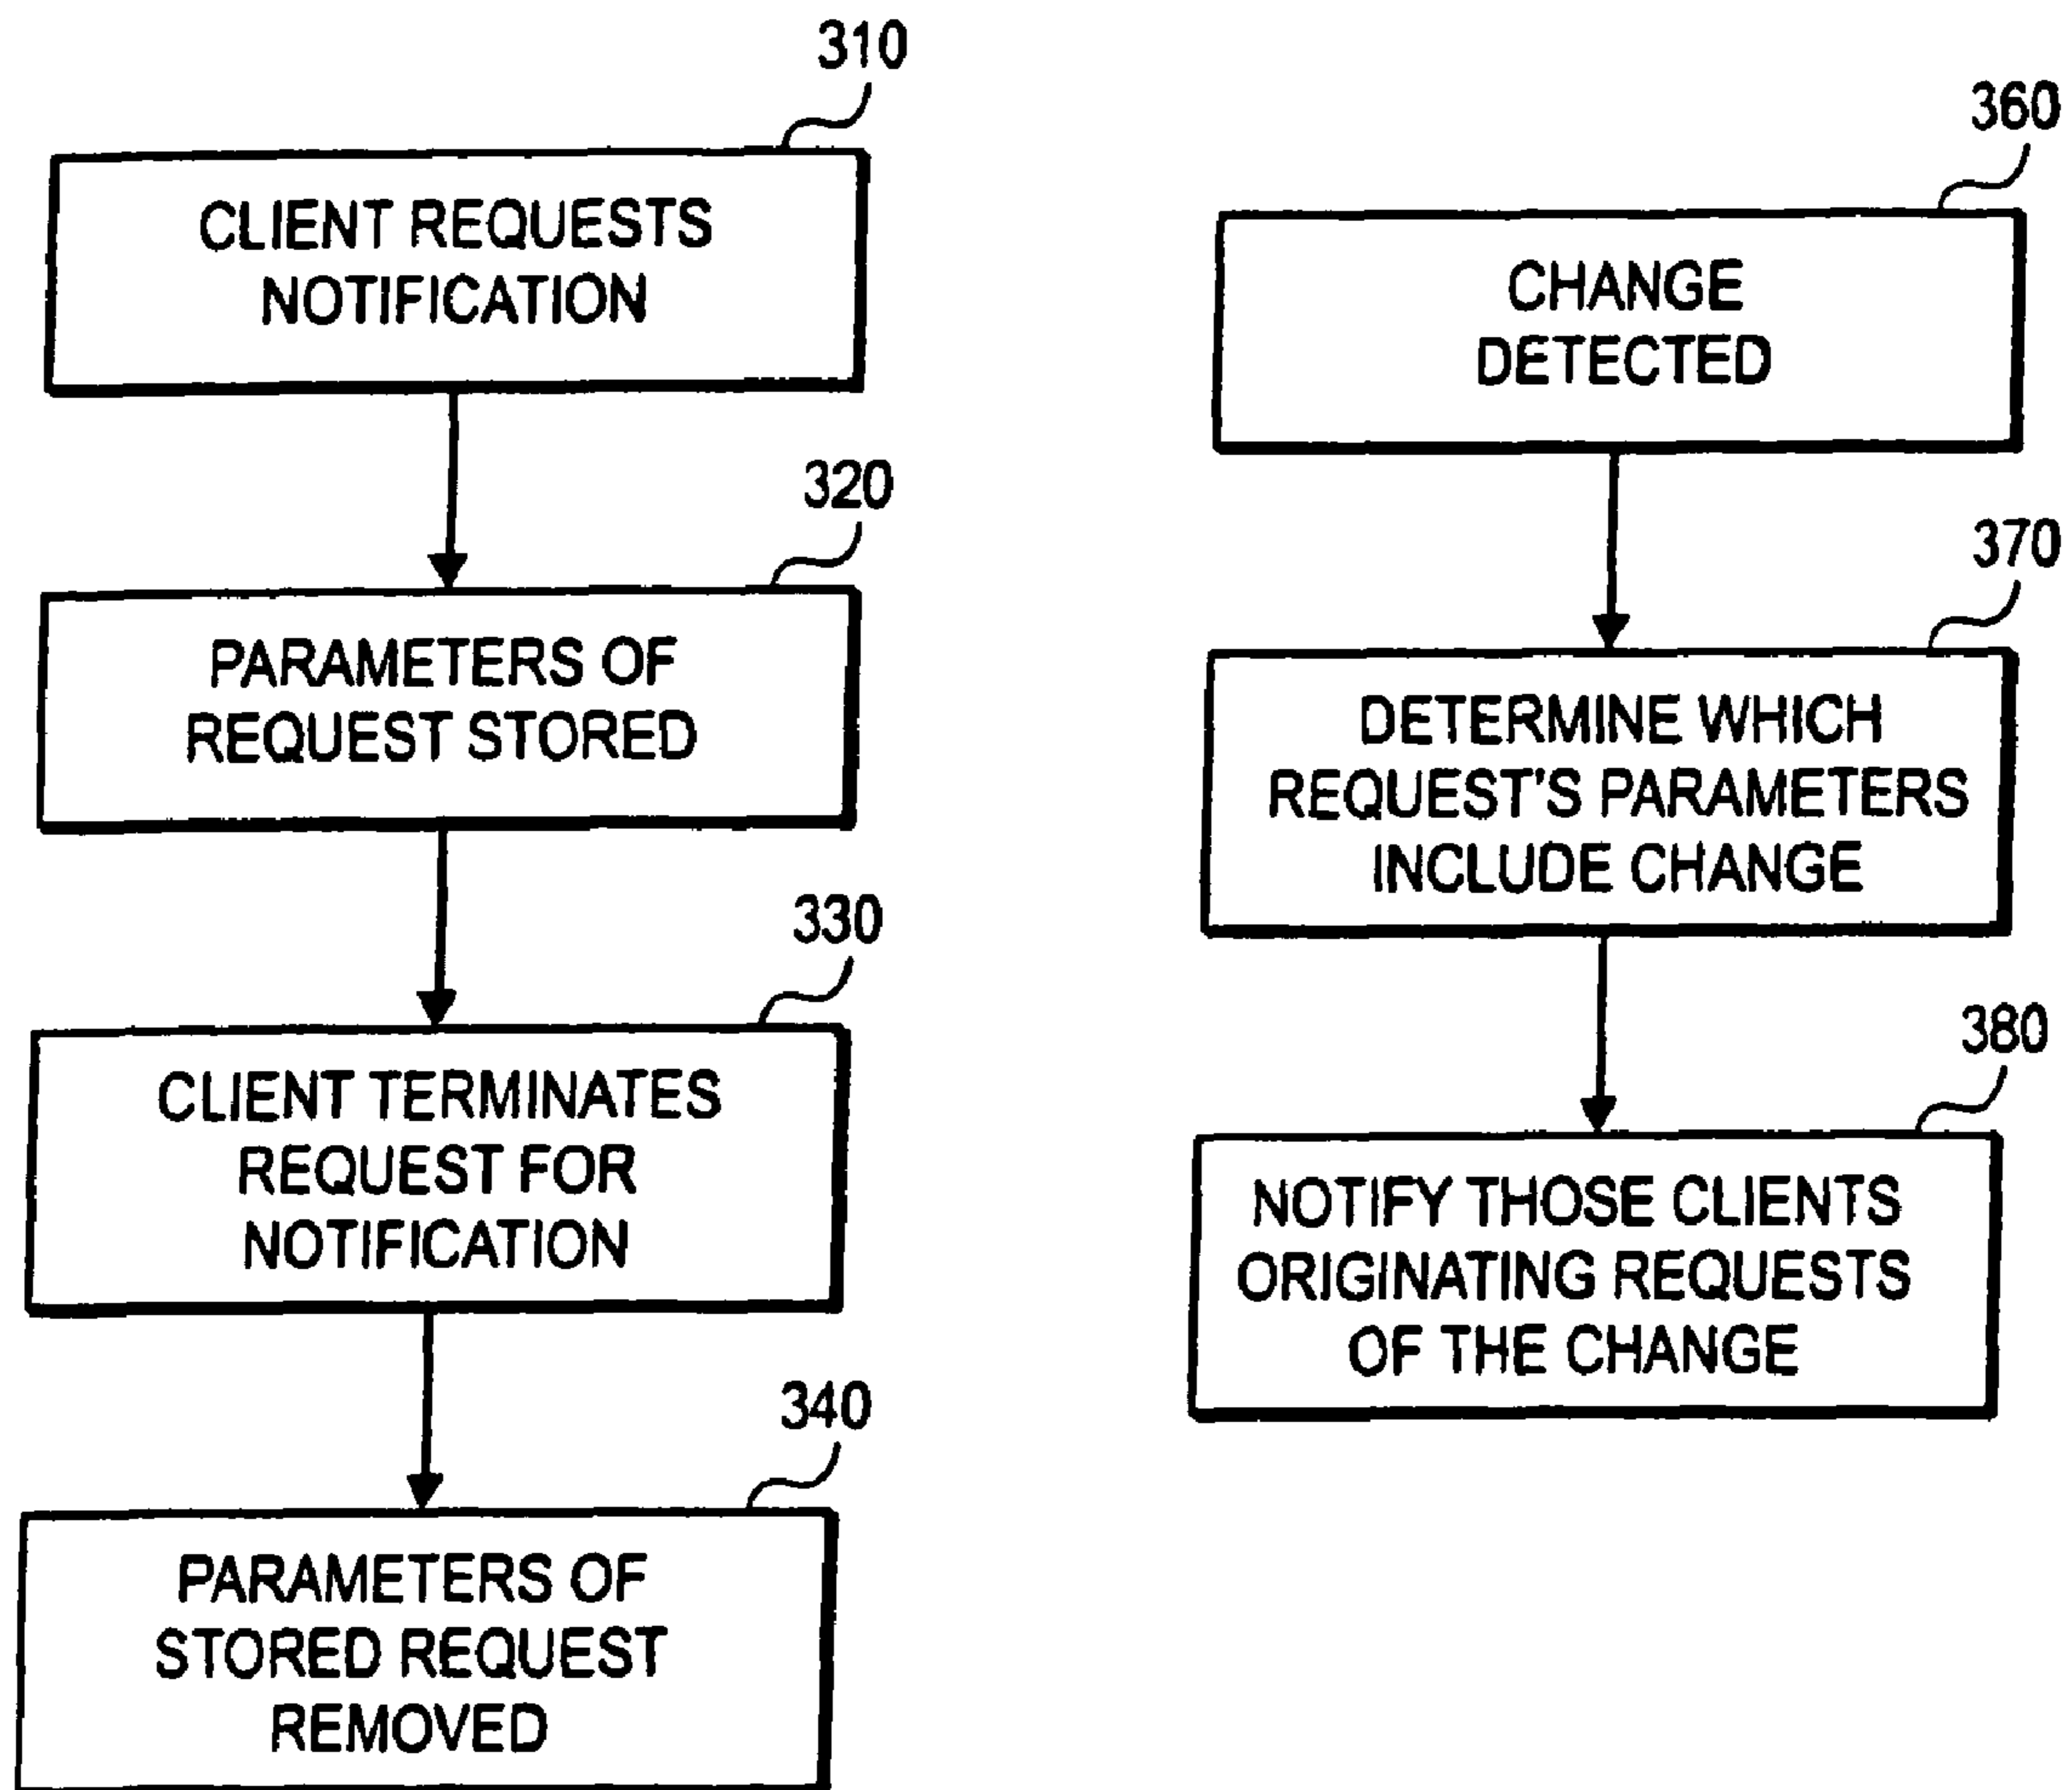 310
CLIENT REQUESTS
NOTIFICATION
320
PARAMETERS OF
REQUEST STORED
330
CLIENT TERMINATES
REQUEST FOR
NOTIFICATION
340
PARAMETERS OF
STORED REQUEST
REMOVED
360
CHANGE
DETECTED
370
DETERMINE WHICH
REQUEST'S PARAMETERS
INCLUDE CHANGE
380
NOTIFY THOSE CLIENTS
ORIGINATING REQUESTS
OF THE CHANGE